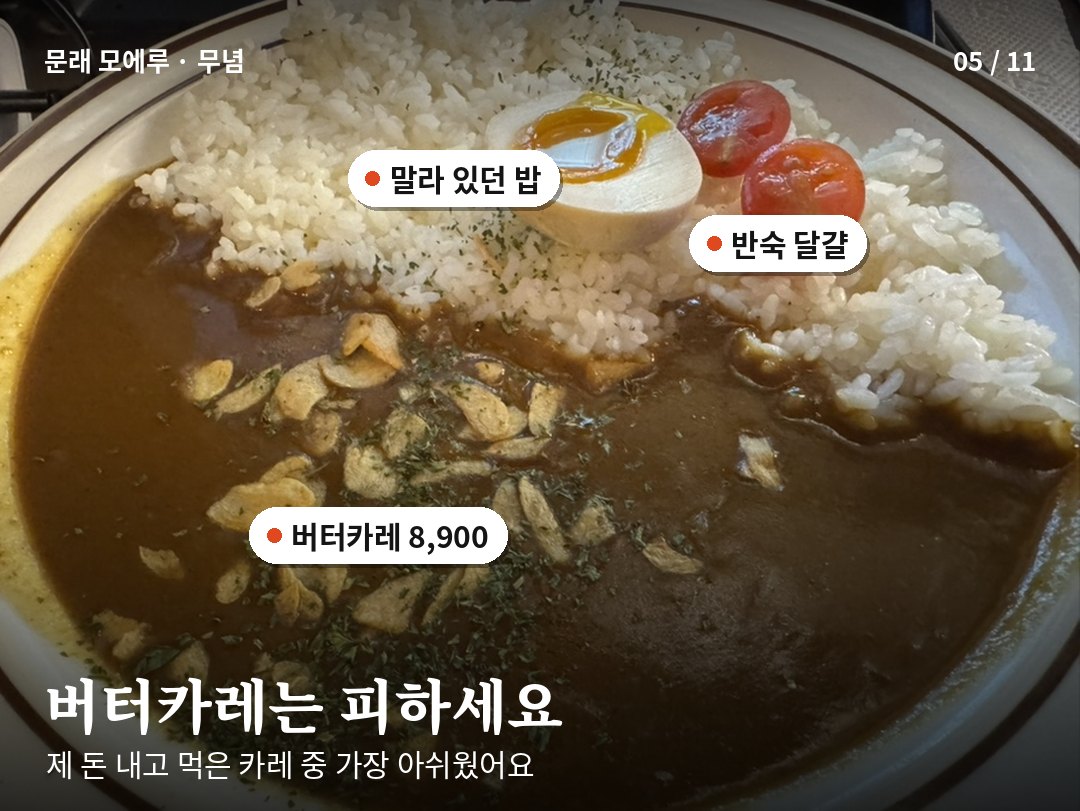 문래 모에루 · 무념
05 / 11
말라 있던 밥
반숙 달걀
버터카레 8,900
버터카레는 피하세요
제 돈 내고 먹은 카레 중 가장 아쉬웠어요